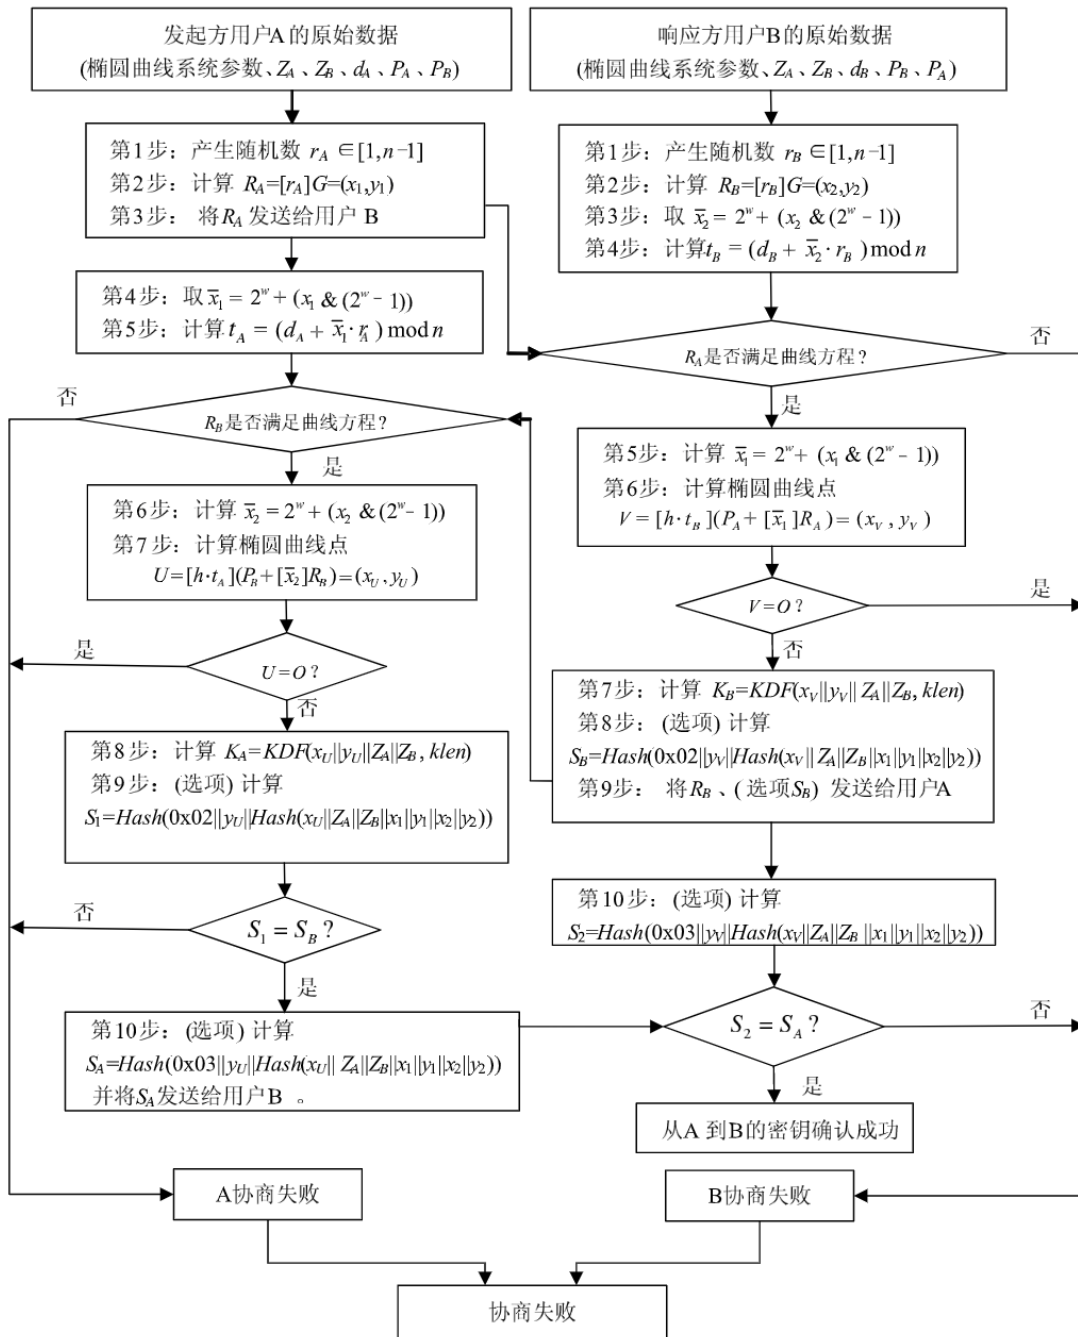 发起方用户A 的原始数据
(椭圆曲线系统参数、Z_A、Z_B、d_A、P_A、P_B)
第1步：产生随机数 r_A ∈[1,n-1]
第2步：计算 R_A=[r_A]G=(x_1,y_1)
第3步： 将R_A 发送给用户 B
第4步：取x̄_1 = 2^w + (x_1 & (2^w - 1))
第5步：计算t_A = (d_A + x̄_1· r_A) mod n
否
R_B是否满足曲线方程？
是
第6步：计算 x̄_2 = 2^w + (x_2 & (2^w - 1))
第7步：计算椭圆曲线点
U=[h·t_A](P_B+[x̄_2]R_B)=(x_U,y_U)
是
U=O？
否
第8步：计算 K_A=KDF(x_U||y_U||Z_A||Z_B, klen)
第9步：(选项) 计算
S_1=Hash(0x02||y_U||Hash(x_U||Z_A||Z_B||x_1||y_1||x_2||y_2))
否
S_1 = S_B ?
是
第10步：(选项) 计算
S_A=Hash(0x03||y_U||Hash(x_U|| Z_A||Z_B||x_1||y_1||x_2||y_2))
并将S_A发送给用户B 。
A协商失败
响应方用户B 的原始数据
(椭圆曲线系统参数、Z_A、Z_B、d_B、P_B、P_A)
第1步：产生随机数 r_B ∈[1,n-1]
第2步：计算 R_B=[r_B]G=(x_2,y_2)
第3步：取 x̄_2 = 2^w + (x_2 & (2^w - 1))
第4步：计算t_B = (d_B + x̄_2 · r_B) mod n
R_A是否满足曲线方程？
否
是
第5步：计算 x̄_1 = 2^w + (x_1 & (2^w - 1))
第6步：计算椭圆曲线点
V = [h· t_B](P_A + [x̄_1]R_A) = (x_V, y_V)
V=O？
是
否
第7步：计算 K_B=KDF(x_V||y_V|| Z_A||Z_B, klen)
第8步：(选项) 计算
S_B=Hash(0x02||y_V||Hash(x_V|| Z_A||Z_B||x_1||y_1||x_2||y_2))
第9步： 将R_B 、( 选项S_B) 发送给用户A
第10步：(选项) 计算
S_2=Hash(0x03||y_V||Hash(x_V||Z_A||Z_B ||x_1||y_1||x_2||y_2))
S_2 = S_A ?
否
是
从A 到B的密钥确认成功
B协商失败
协商失败